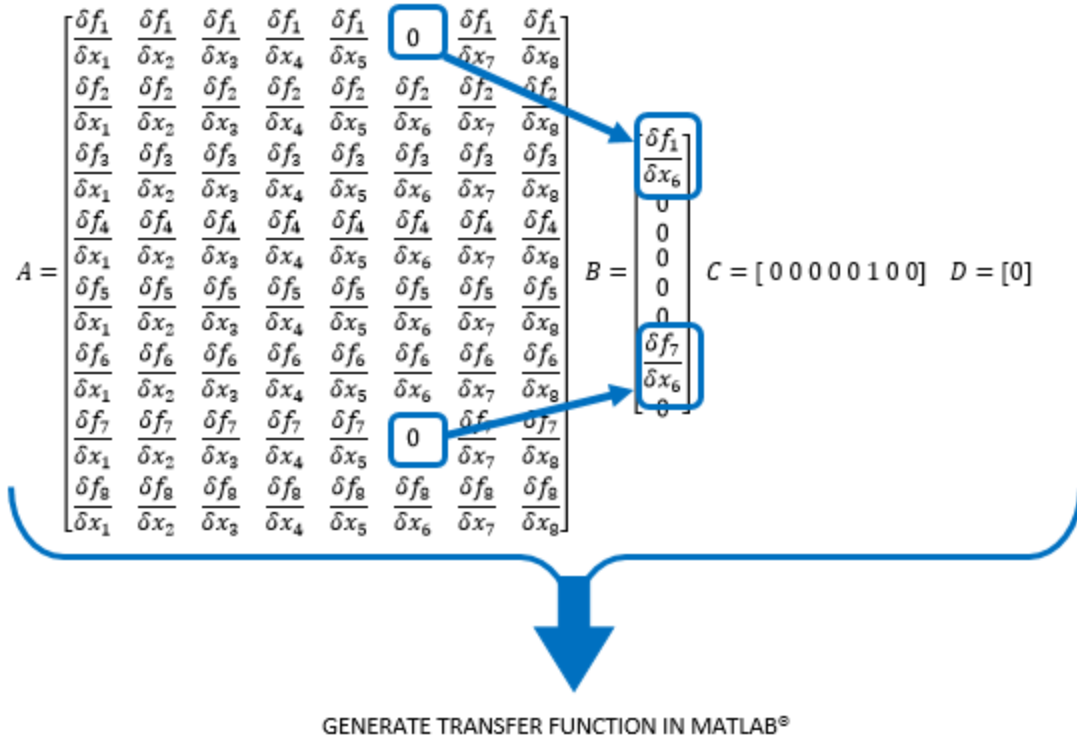 δf₁/δx₁ δf₁/δx₂ δf₁/δx₃ δf₁/δx₄ δf₁/δx₅ 0 δf₁/δx₇ δf₁/δx₈
δf₂/δx₁ δf₂/δx₂ δf₂/δx₃ δf₂/δx₄ δf₂/δx₅ δf₂/δx₆ δf₂/δx₇ δf₂/δx₈
δf₃/δx₁ δf₃/δx₂ δf₃/δx₃ δf₃/δx₄ δf₃/δx₅ δf₃/δx₆ δf₃/δx₇ δf₃/δx₈
δf₄/δx₁ δf₄/δx₂ δf₄/δx₃ δf₄/δx₄ δf₄/δx₅ δf₄/δx₆ δf₄/δx₇ δf₄/δx₈
A =
δf₅/δx₁ δf₅/δx₂ δf₅/δx₃ δf₅/δx₄ δf₅/δx₅ δf₅/δx₆ δf₅/δx₇ δf₅/δx₈
δf₆/δx₁ δf₆/δx₂ δf₆/δx₃ δf₆/δx₄ δf₆/δx₅ δf₆/δx₆ δf₆/δx₇ δf₆/δx₈
δf₇/δx₁ δf₇/δx₂ δf₇/δx₃ δf₇/δx₄ δf₇/δx₅ 0 δf₇/δx₇ δf₇/δx₈
δf₈/δx₁ δf₈/δx₂ δf₈/δx₃ δf₈/δx₄ δf₈/δx₅ δf₈/δx₆ δf₈/δx₇ δf₈/δx₈
B =
δf₁/δx₆
0
0
0
0
0
δf₇/δx₆
0
C = [ 0 0 0 0 0 1 0 0] D = [0]
GENERATE TRANSFER FUNCTION IN MATLAB®